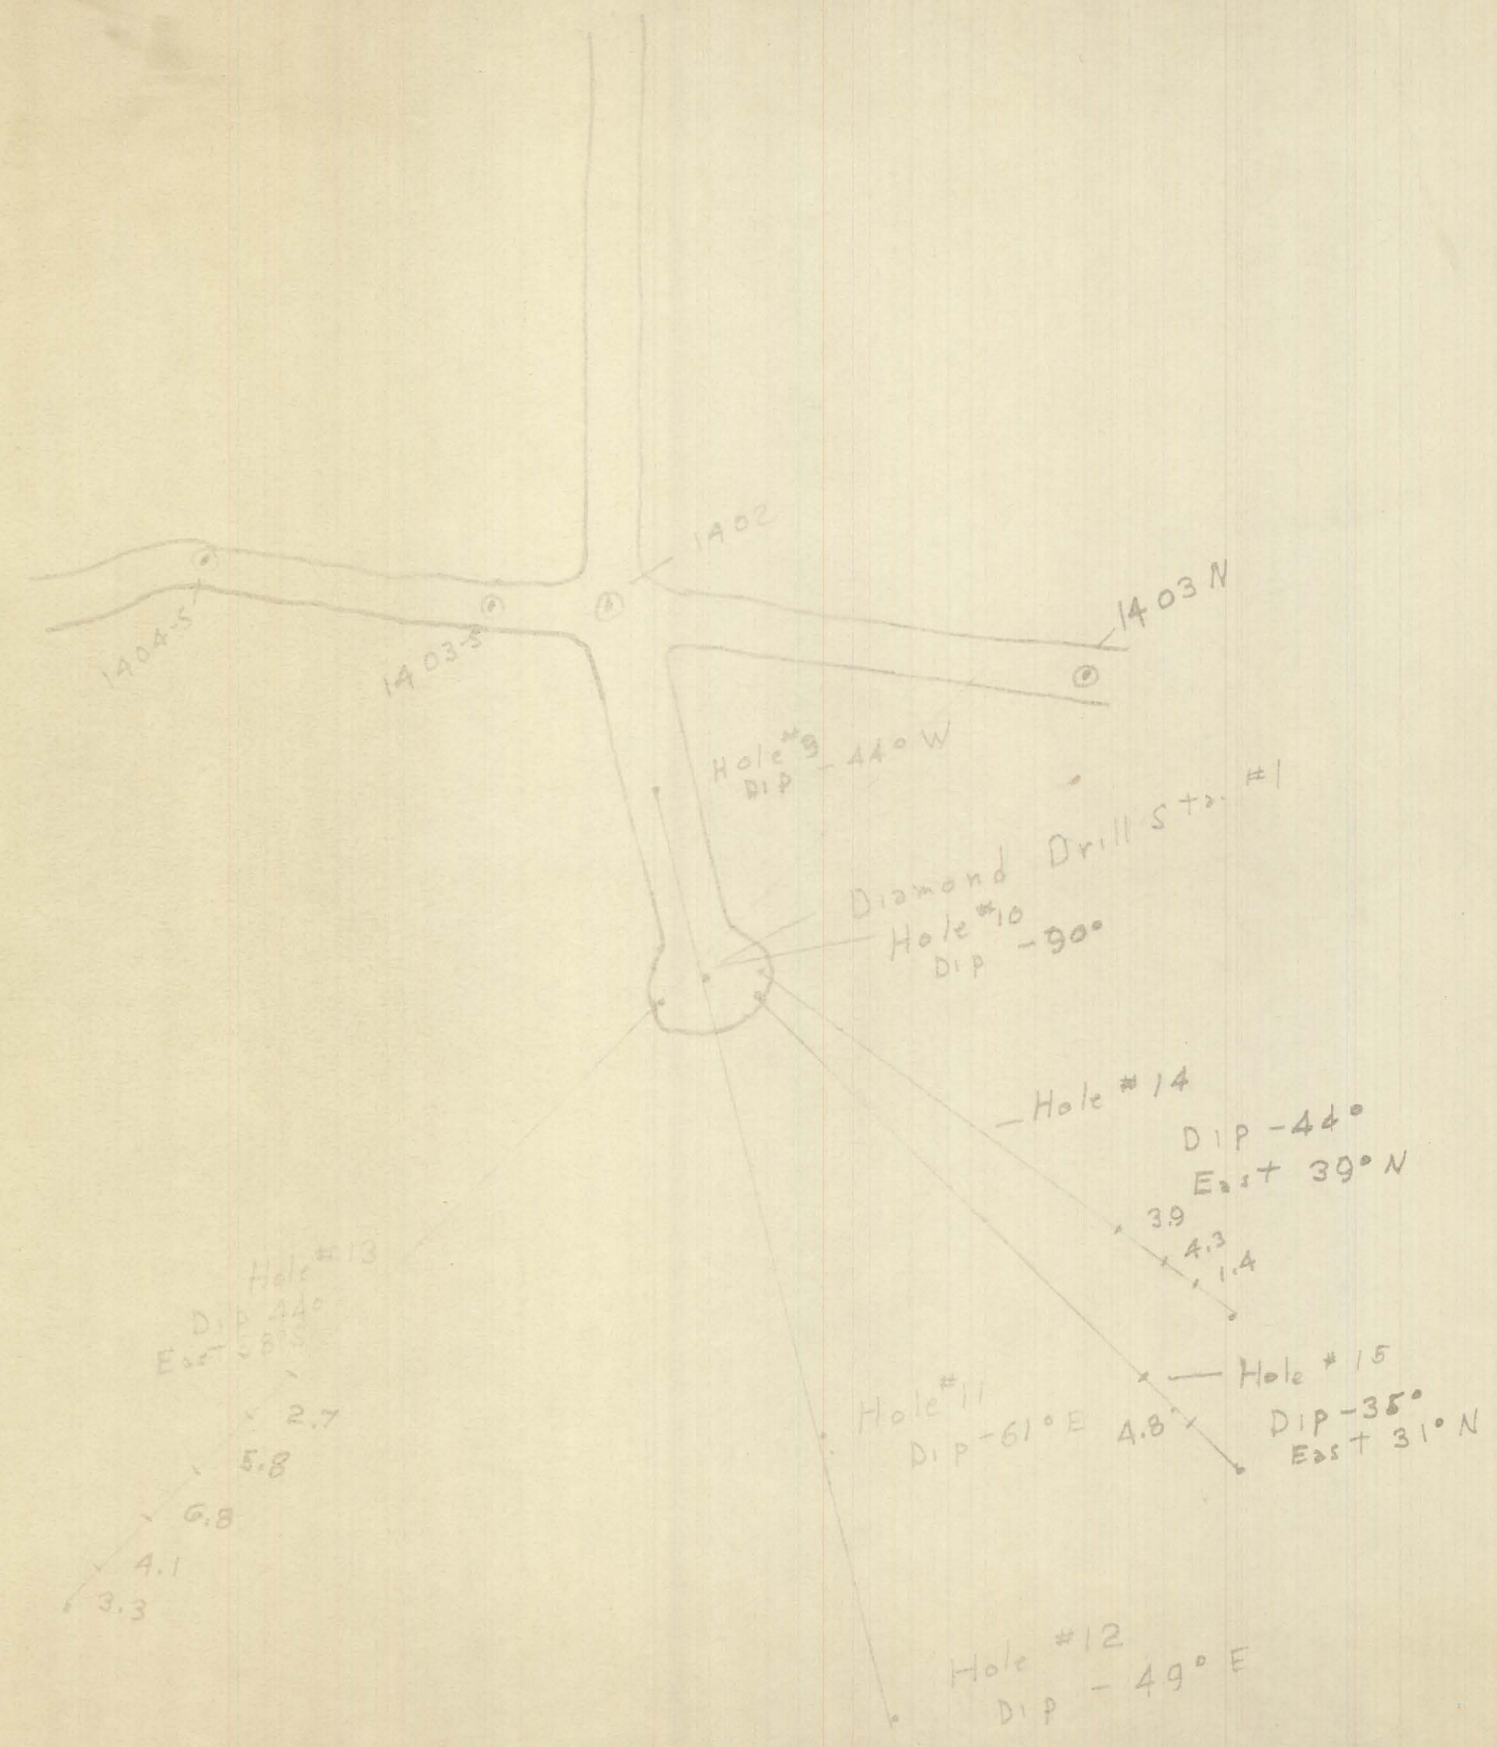 1402
1403 N
1404-S
1403-S
Hole #9
Dip -44° W
Diamond Drill Sta. #1
Hole #10
Dip -90°
Hole #14
Dip -44°
East 39° N
3.9
4.3
1.4
Hole #13
Dip -44°
East
2.7
5.8
6.8
4.1
3.3
Hole #15
Dip -35°
East 31° N
4.8
Hole #11
Dip -61° E
Hole #12
Dip -49° E